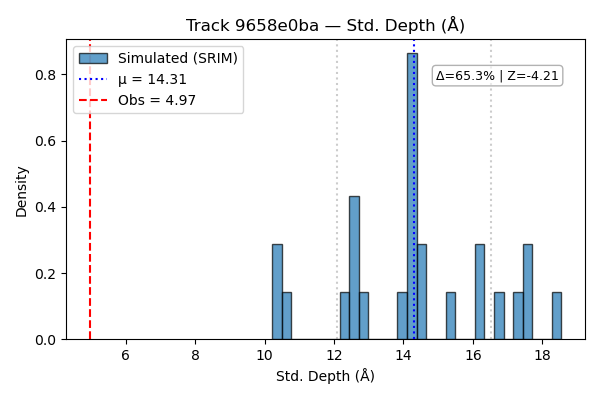 Track 9658e0ba — Std. Depth (Å)
Simulated (SRIM)
μ = 14.31
Obs = 4.97
Δ=65.3% | Z=-4.21
Density
0.8
0.6
0.4
0.2
0.0
6 8 10 12 14 16 18
Std. Depth (Å)